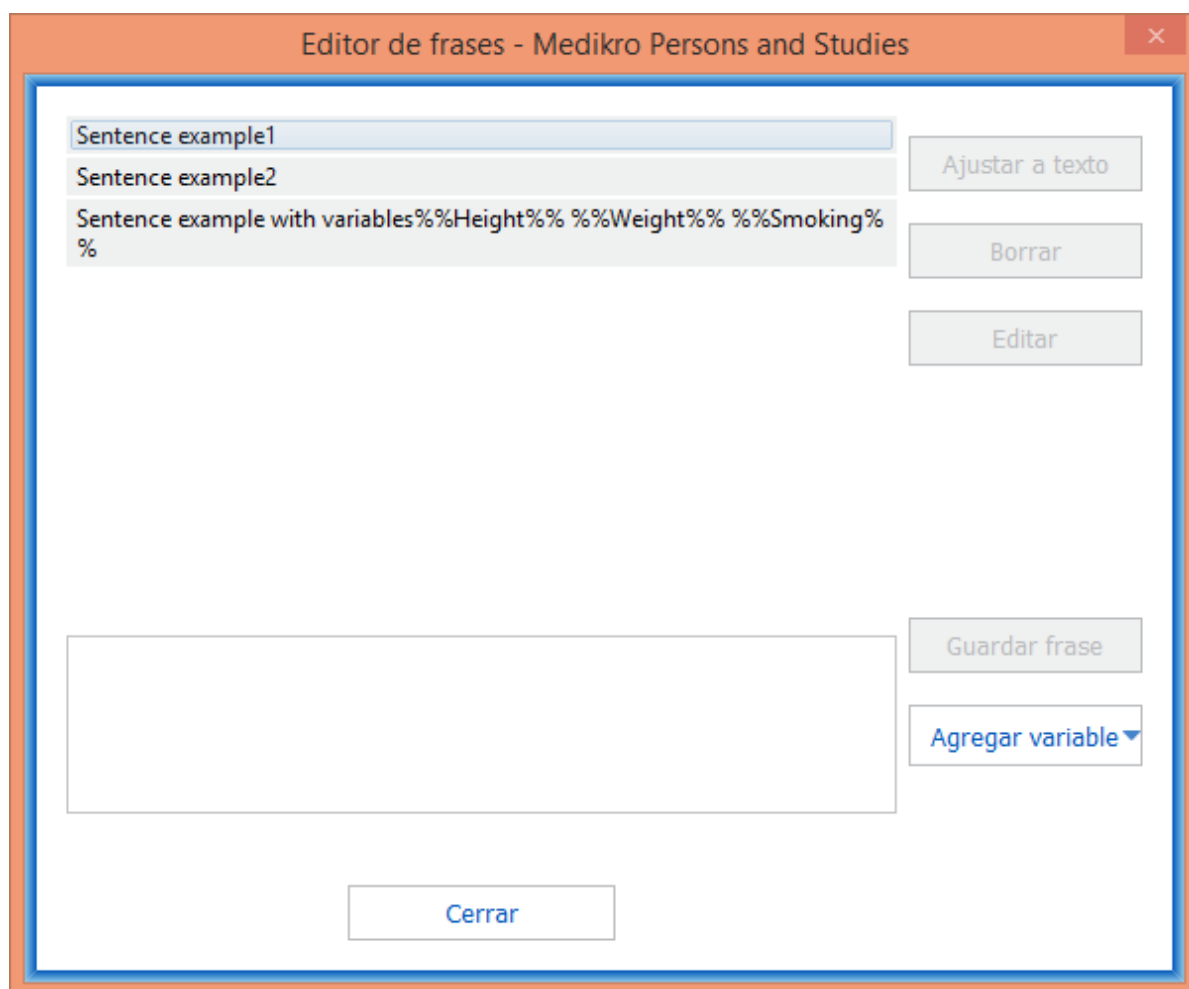 Editor de frases - Medikro Persons and Studies
Sentence example1
Sentence example2
Sentence example with variables%%Height%% %%Weight%% %%Smoking%
%
Ajustar a texto
Borrar
Editar
Guardar frase
Agregar variable
Cerrar